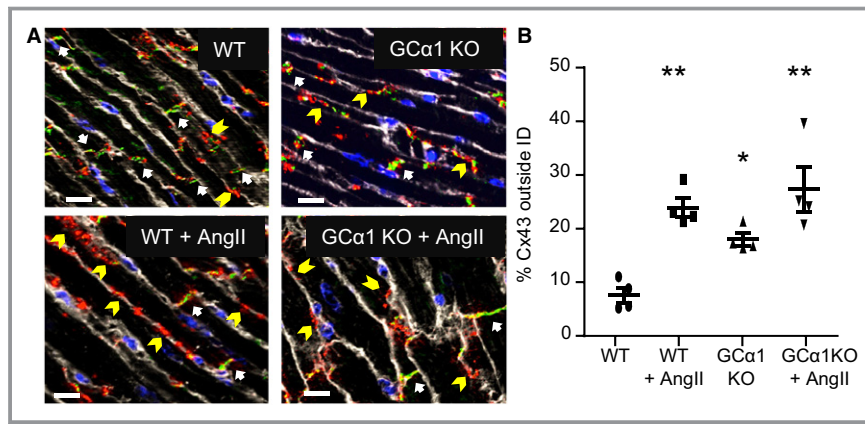 A
WT
GCα1 KO
WT + AngII
GCα1 KO + AngII
B
** **
*
% Cx43 outside ID
50
40
30
20
10
0
WT
WT
+ AngII
GCα1
KO
GCα1KO
+ AngII